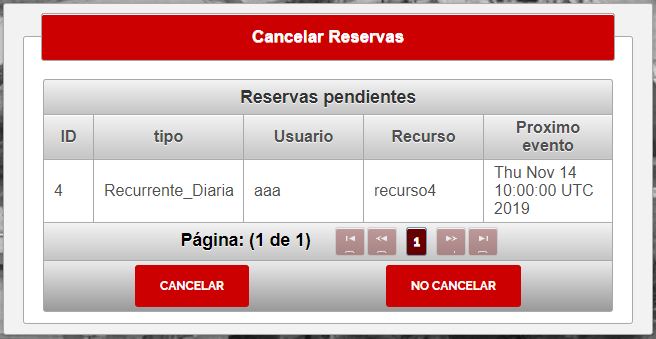 Cancelar Reservas
Reservas pendientes
ID tipo Usuario Recurso Proximo evento
4 Recurrente_Diaria aaa recurso4 Thu Nov 14 10:00:00 UTC 2019
Página: (1 de 1) 1
CANCELAR NO CANCELAR